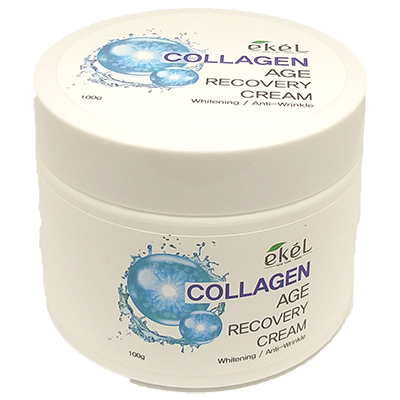 ekeL
COLLAGEN
AGE
RECOVERY
CREAM
Whitening / Anti-Wrinkle
100g
ekeL
COLLAGEN
AGE
RECOVERY
CREAM
Whitening / Anti-Wrinkle
100g